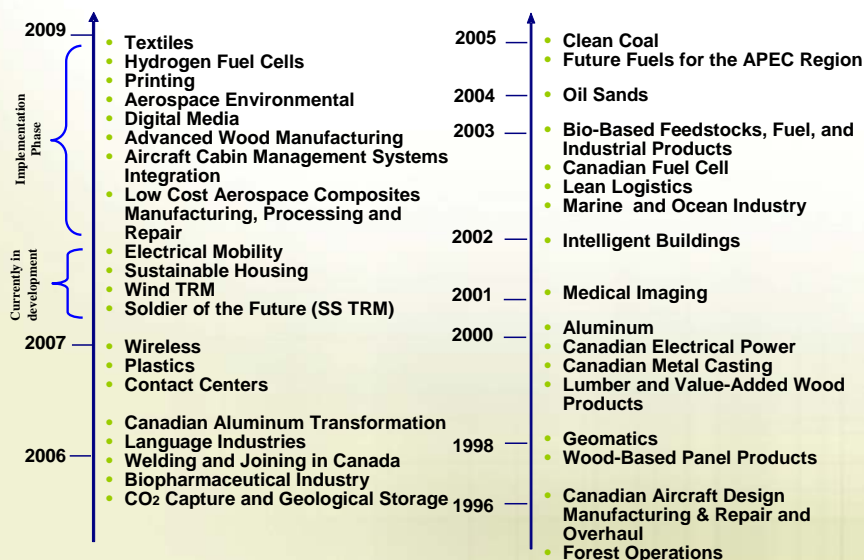 2009
Implementation
Phase
Textiles
Hydrogen Fuel Cells
Printing
Aerospace Environmental
Digital Media
Advanced Wood Manufacturing
Aircraft Cabin Management Systems
Integration
Low Cost Aerospace Composites
Manufacturing, Processing and
Repair
Currently in
development
Electrical Mobility
Sustainable Housing
Wind TRM
Soldier of the Future (SS TRM)
2007
Wireless
Plastics
Contact Centers
2006
Canadian Aluminum Transformation
Language Industries
Welding and Joining in Canada
Biopharmaceutical Industry
CO2 Capture and Geological Storage
2005
Clean Coal
Future Fuels for the APEC Region
2004
Oil Sands
2003
Bio-Based Feedstocks, Fuel, and
Industrial Products
Canadian Fuel Cell
Lean Logistics
Marine and Ocean Industry
2002
Intelligent Buildings
2001
Medical Imaging
2000
Aluminum
Canadian Electrical Power
Canadian Metal Casting
Lumber and Value-Added Wood
Products
1998
Geomatics
Wood-Based Panel Products
1996
Canadian Aircraft Design
Manufacturing & Repair and
Overhaul
Forest Operations